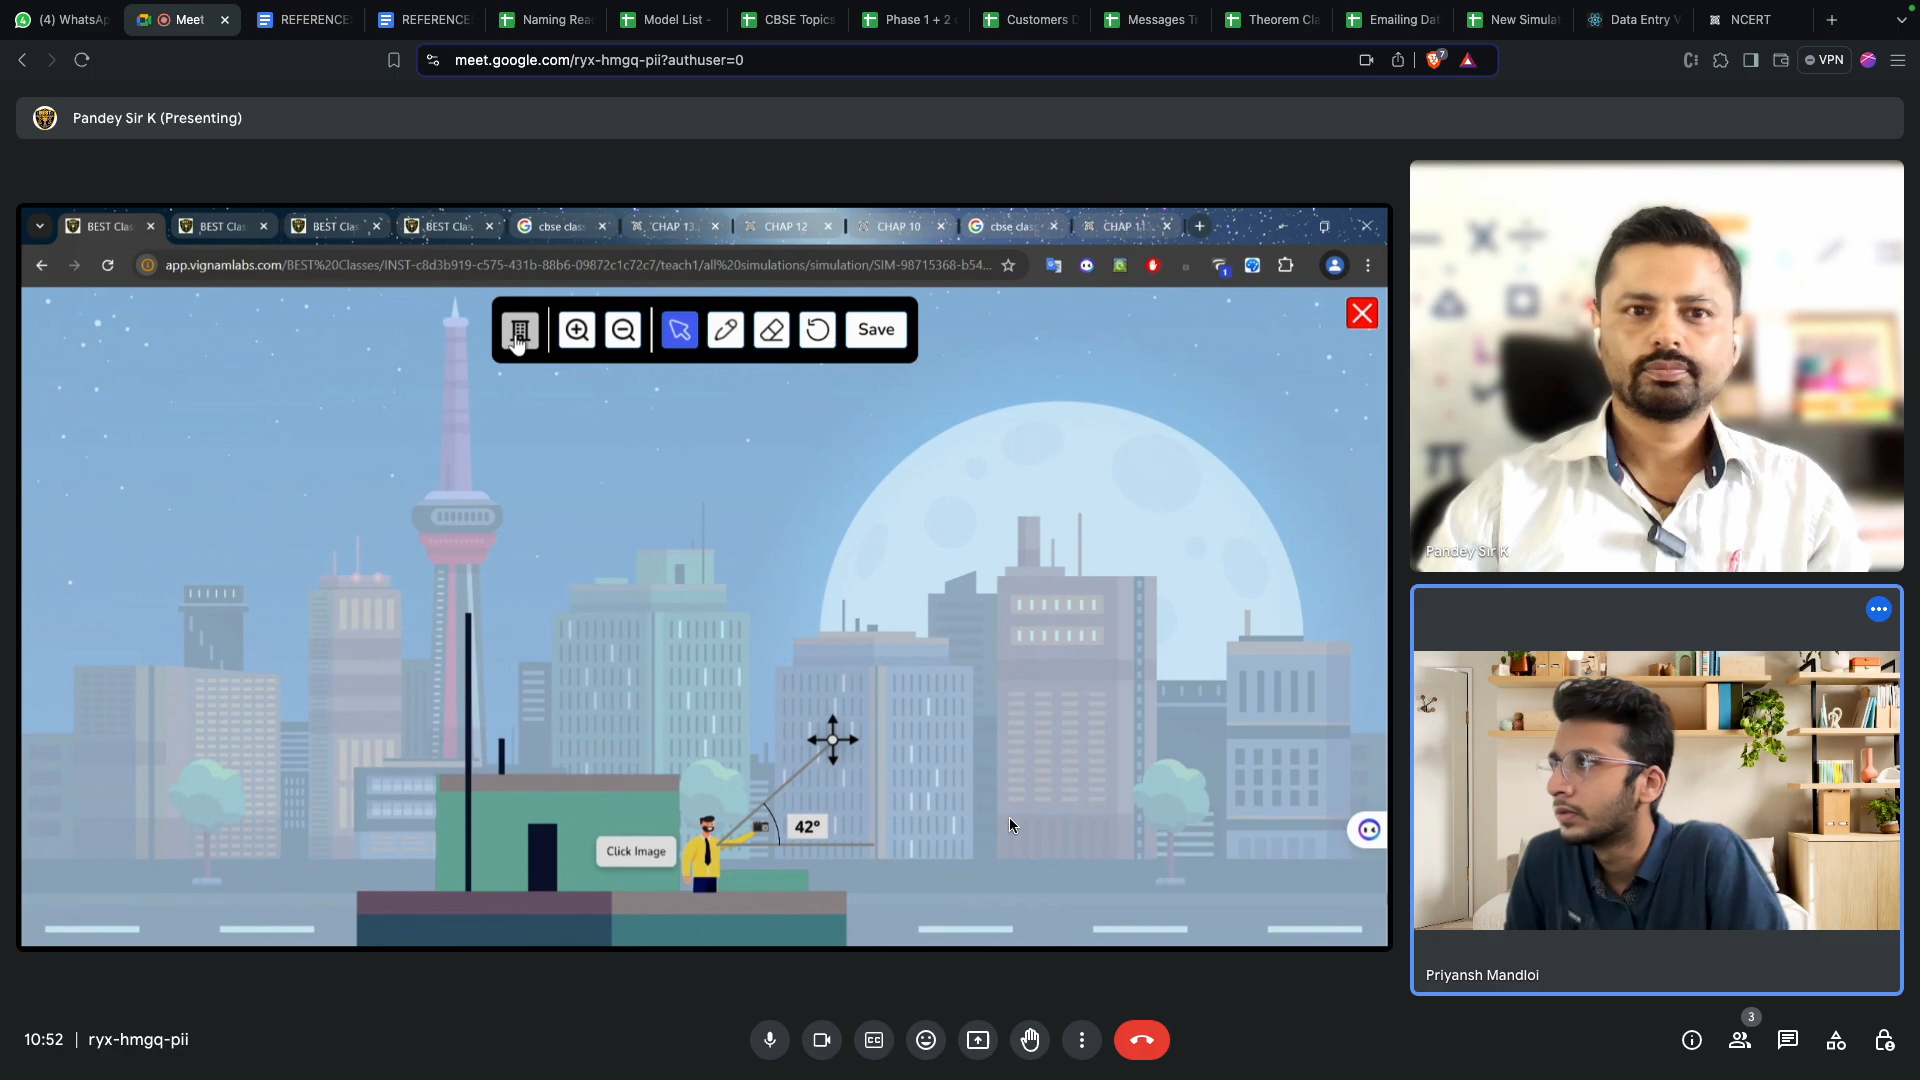 (4) WhatsAp
Meet
REFERENCE
REFERENCE
Naming Rea
Model List -
CBSE Topics
Phase 1 + 2
Customers D
Messages Ti
Theorem Cla
Emailing Dat
New Simulat
Data Entry V
NCERT
meet.google.com/ryx-hmgq-pii?authuser=0
7
VPN
Pandey Sir K (Presenting)
BEST Clas
BEST Clas
BEST Clas
BEST Clas
cbse class
CHAP 13
CHAP 12
CHAP 10
cbse clas
CHAP 11
app.vignamlabs.com/BEST%20Classes/INST-c8d3b919-c575-431b-88b6-09872c1c72c7/teach1/all%20simulations/simulation/SIM-98715368-b54...
1
Save
42°
Click Image
Pandey Sir K
Priyansh Mandloi
10:52 | ryx-hmgq-pii
3